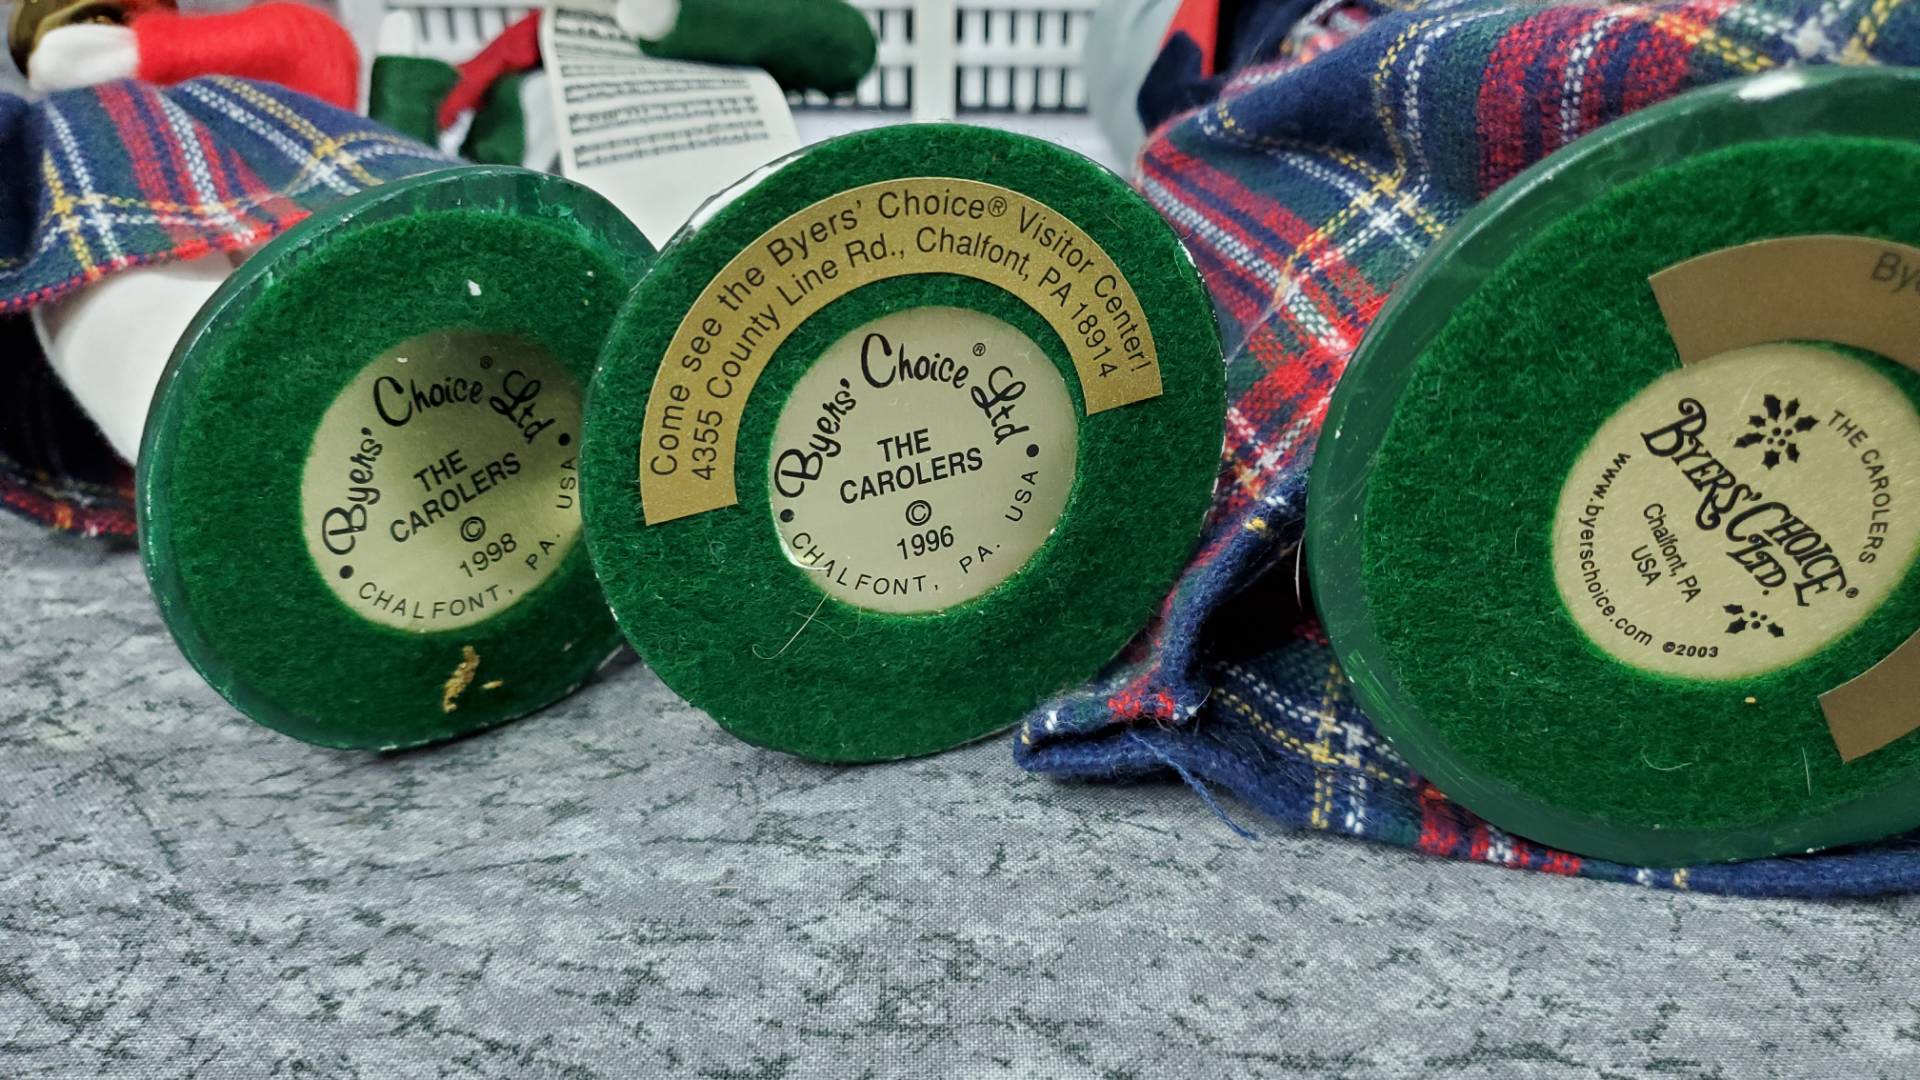 Byers' Choice® Ltd
THE
CAROLERS
©
1998
• CHALFONT, PA. USA •
Come see the Byers' Choice® Visitor Center!
4355 County Line Rd., Chalfont, PA 18914
Byers' Choice® Ltd
THE
CAROLERS
©
1996
• CHALFONT, PA. USA •
THE CAROLERS
BYERS' CHOICE
LTD.®
Chalfont, PA
USA
www.byerschoice.com ©2003